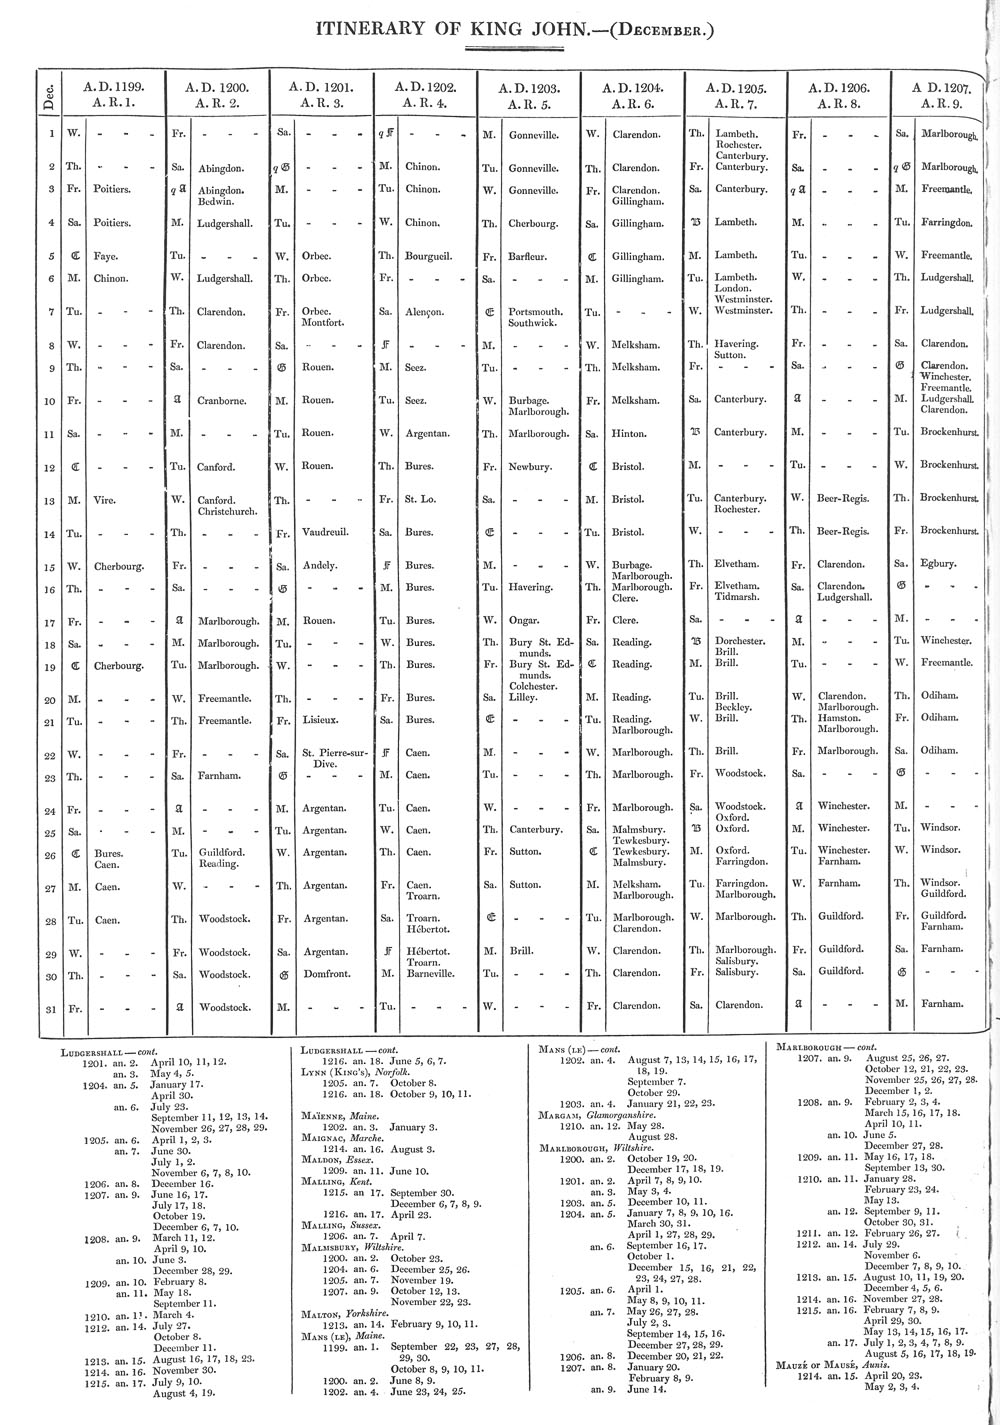 ITINERARY OF KING JOHN.—(DECEMBER.)
Dec. A. D. 1199. A. D. 1200. A. D. 1201. A. D. 1202. A. D. 1203. A. D. 1204. A. D. 1205. A. D. 1206. A D. 1207.
A. R. 1. A. R. 2. A. R. 3. A. R. 4. A. R. 5. A. R. 6. A. R. 7. A. R. 8. A. R. 9.
1 W. - - - Fr. - - - Sa. - - - q F - - - M. Gonneville. W. Clarendon. Th. Lambeth. Fr. - - - Sa. Marlborough.
Rochester.
Canterbury.
2 Th. - - - Sa. Abingdon. q G - - - M. Chinon. Tu. Gonneville. Th. Clarendon. Fr. Canterbury. Sa. - - - q G Marlborough.
3 Fr. Poitiers. q A Abingdon. M. - - - Tu. Chinon. W. Gonneville. Fr. Clarendon. Sa. Canterbury. q A - - - M. Freemantle.
Bedwin. Gillingham.
4 Sa. Poitiers. M. Ludgershall. Tu. - - - W. Chinon. Th. Cherbourg. Sa. Gillingham. B Lambeth. M. - - - Tu. Farringdon.
5 C Faye. Tu. - - - W. Orbec. Th. Bourgueil. Fr. Barfleur. C Gillingham. M. Lambeth. Tu. - - - W. Freemantle.
6 M. Chinon. W. Ludgershall. Th. Orbec. Fr. - - - Sa. - - - M. Gillingham. Tu. Lambeth. W. - - - Th. Ludgershall.
London.
Westminster.
7 Tu. - - - Th. Clarendon. Fr. Orbec. Sa. Alençon. E Portsmouth. Tu. - - - W. Westminster. Th. - - - Fr. Ludgershall.
Montfort. Southwick.
8 W. - - - Fr. Clarendon. Sa. - - - F - - - M. - - - W. Melksham. Th. Havering. Fr. - - - Sa. Clarendon.
Sutton.
9 Th. - - - Sa. - - - G Rouen. M. Seez. Tu. - - - Th. Melksham. Fr. - - - Sa. - - - G Clarendon.
Winchester.
Freemantle.
10 Fr. - - - A Cranborne. M. Rouen. Tu. Seez. W. Burbage. Fr. Melksham. Sa. Canterbury. A - - - M. Ludgershall.
Marlborough. Clarendon.
11 Sa. - - - M. - - - Tu. Rouen. W. Argentan. Th. Marlborough. Sa. Hinton. B Canterbury. M. - - - Tu. Brockenhurst.
12 C - - - Tu. Canford. W. Rouen. Th. Bures. Fr. Newbury. C Bristol. M. - - - Tu. - - - W. Brockenhurst.
13 M. Vire. W. Canford. Th. - - - Fr. St. Lo. Sa. - - - M. Bristol. Tu. Canterbury. W. Beer-Regis. Th. Brockenhurst.
Christchurch. Rochester.
14 Tu. - - - Th. - - - Fr. Vaudreuil. Sa. Bures. E - - - Tu. Bristol. W. - - - Th. Beer-Regis. Fr. Brockenhurst.
15 W. Cherbourg. Fr. - - - Sa. Andely. F Bures. M. - - - W. Burbage. Th. Elvetham. Fr. Clarendon. Sa. Egbury.
Marlborough.
16 Th. - - - Sa. - - - G - - - M. Bures. Tu. Havering. Th. Marlborough. Fr. Elvetham. Sa. Clarendon. G - - -
Clere. Tidmarsh. Ludgershall.
17 Fr. - - - A Marlborough. M. Rouen. Tu. Bures. W. Ongar. Fr. Clere. Sa. - - - A - - - M. - - -
18 Sa. - - - M. Marlborough. Tu. - - - W. Bures. Th. Bury St. Ed- Sa. Reading. B Dorchester. M. - - - Tu. Winchester.
munds. Brill.
19 C Cherbourg. Tu. Marlborough. W. - - - Th. Bures. Fr. Bury St. Ed- C Reading. M. Brill. Tu. - - - W. Freemantle.
munds.
Colchester.
20 M. - - - W. Freemantle. Th. - - - Fr. Bures. Sa. Lilley. M. Reading. Tu. Brill. W. Clarendon. Th. Odiham.
Beckley. Marlborough.
21 Tu. - - - Th. Freemantle. Fr. Lisieux. Sa. Bures. E - - - Tu. Reading. W. Brill. Th. Hamston. Fr. Odiham.
Marlborough. Marlborough.
22 W. - - - Fr. - - - Sa. St. Pierre-sur- F Caen. M. - - - W. Marlborough. Th. Brill. Fr. Marlborough. Sa. Odiham.
Dive.
23 Th. - - - Sa. Farnham. G - - - M. Caen. Tu. - - - Th. Marlborough. Fr. Woodstock. Sa. - - - G - - -
24 Fr. - - - A - - - M. Argentan. Tu. Caen. W. - - - Fr. Marlborough. Sa. Woodstock. A Winchester. M. - - -
Oxford.
25 Sa. - - - M. - - - Tu. Argentan. W. Caen. Th. Canterbury. Sa. Malmsbury. B Oxford. M. Winchester. Tu. Windsor.
Tewkesbury.
26 C Bures. Tu. Guildford. W. Argentan. Th. Caen. Fr. Sutton. C Tewkesbury. M. Oxford. Tu. Winchester. W. Windsor.
Caen. Reading. Malmsbury. Farringdon. Farnham.
27 M. Caen. W. - - - Th. Argentan. Fr. Caen. Sa. Sutton. M. Melksham. Tu. Farringdon. W. Farnham. Th. Windsor.
Troarn. Marlborough. Marlborough. Guildford.
28 Tu. Caen. Th. Woodstock. Fr. Argentan. Sa. Troarn. E - - - Tu. Marlborough. W. Marlborough. Th. Guildford. Fr. Guildford.
Hébertot. Clarendon. Farnham.
29 W. - - - Fr. Woodstock. Sa. Argentan. F Hébertot. M. Brill. W. Clarendon. Th. Marlborough. Fr. Guildford. Sa. Farnham.
Troarn. Salisbury.
30 Th. - - - Sa. Woodstock. G Domfront. M. Barneville. Tu. - - - Th. Clarendon. Fr. Salisbury. Sa. Guildford. G - - -
31 Fr. - - - A Woodstock. M. - - - Tu. - - - W. - - - Fr. Clarendon. Sa. Clarendon. A - - - M. Farnham.
LUDGERSHALL—cont.
1201. an. 2. April 10, 11, 12.
an. 3. May 4, 5.
1204. an. 5. January 17.
April 30.
an. 6. July 23.
September 11, 12, 13, 14.
November 26, 27, 28, 29.
1205. an. 6. April 1, 2, 3.
an. 7. June 30.
July 1, 2.
November 6, 7, 8, 10.
1206. an. 8. December 16.
1207. an. 9. June 16, 17.
July 17, 18.
October 19.
December 6, 7, 10.
1208. an. 9. March 11, 12.
April 9, 10.
an. 10. June 3.
December 28, 29.
1209. an. 10. February 8.
an. 11. May 18.
September 11.
1210. an. 11. March 4.
1212. an. 14. July 27.
October 8.
December 11.
1213. an. 15. August 16, 17, 18, 23.
1214. an. 16. November 30.
1215. an. 17. July 9, 10.
August 4, 19.
LUDGERSHALL—cont.
1216. an. 18. June 5, 6, 7.
LYNN (KING'S), Norfolk.
1205. an. 7. October 8.
1216. an. 18. October 9, 10, 11.
MAÏENNE, Maine.
1202. an. 3. January 3.
MAIGNAC, Marche.
1214. an. 16. August 3.
MALDON, Essex.
1209. an. 11. June 10.
MALLING, Kent.
1215. an 17. September 30.
December 6, 7, 8, 9.
1216. an. 17. April 23.
MALLING, Sussex.
1206. an. 7. April 7.
MALMSBURY, Wiltshire.
1200. an. 2. October 23.
1204. an. 6. December 25, 26.
1205. an. 7. November 19.
1207. an. 9. October 12, 13.
November 22, 23.
MALTON, Yorkshire.
1213. an. 14. February 9, 10, 11.
MANS (LE), Maine.
1199. an. 1. September 22, 23, 27, 28,
29, 30.
October 8, 9, 10, 11.
1200. an. 2. June 8, 9.
1202. an. 4. June 23, 24, 25.
MANS (LE)—cont.
1202. an. 4. August 7, 13, 14, 15, 16, 17,
18, 19.
September 7.
October 29.
1203. an. 4. January 21, 22, 23.
MARGAM, Glamorganshire.
1210. an. 12. May 28.
August 28.
MARLBOROUGH, Wiltshire.
1200. an. 2. October 19, 20.
December 17, 18, 19.
1201. an. 2. April 7, 8, 9, 10.
an. 3. May 3, 4.
1203. an. 5. December 10, 11.
1204. an. 5. January 7, 8, 9, 10, 16.
March 30, 31.
April 1, 27, 28, 29.
an. 6. September 16, 17.
October 1.
December 15, 16, 21, 22,
23, 24, 27, 28.
1205. an. 6. April 1.
May 8, 9, 10, 11.
an. 7. May 26, 27, 28.
July 2, 3.
September 14, 15, 16.
December 27, 28, 29.
1206. an. 8. December 20, 21, 22.
1207. an. 8. January 20.
February 8, 9.
an. 9. June 14.
MARLBOROUGH—cont.
1207. an. 9. August 25, 26, 27.
October 12, 21, 22, 23.
November 25, 26, 27, 28.
December 1, 2.
1208. an. 9. February 2, 3, 4.
March 15, 16, 17, 18.
April 10, 11.
an. 10. June 5.
December 27, 28.
1209. an. 11. May 16, 17, 18.
September 13, 30.
1210. an. 11. January 28.
February 23, 24.
May 13.
an. 12. September 9, 11.
October 30, 31.
1211. an. 12. February 26, 27.
1212. an. 14. July 29.
November 6.
December 7, 8, 9, 10.
1213. an. 15. August 10, 11, 19, 20.
December 4, 5, 6.
1214. an. 16. November 27, 28.
1215. an. 16. February 7, 8, 9.
April 29, 30.
May 13, 14, 15, 16, 17.
an. 17. July 1, 2, 3, 4, 7, 8, 9.
August 5, 16, 17, 18, 19.
MAUZÉ OF MAUSÉ, Aunis.
1214. an. 15. April 20, 23.
May 2, 3, 4.